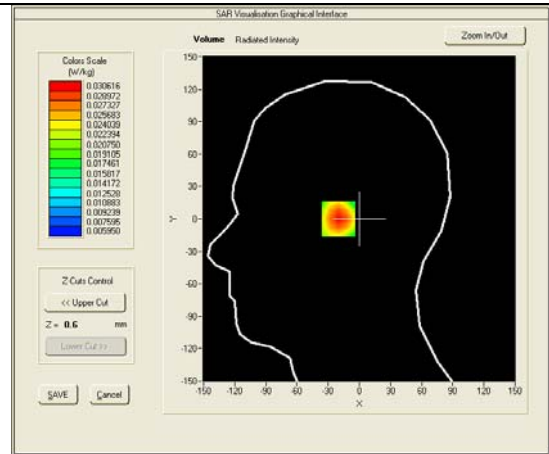 SAR Visualisation Graphical Interface
Volume Radiated Intensity
Zoom In/Out
Colors Scale
(W/kg)
0.030616
0.028972
0.027327
0.025683
0.024039
0.022394
0.020750
0.019105
0.017461
0.015817
0.014172
0.012528
0.010883
0.009239
0.007595
0.005950
Z Cuts Control
<< Upper Cut
Z = 0.6 mm
Lower Cut >>
SAVE Cancel
150-
120-
90-
60-
30-
Y 0-
-30-
-60-
-90-
-120-
-150-
-150 -120 -90 -60 -30 0 30 60 90 120 150
X